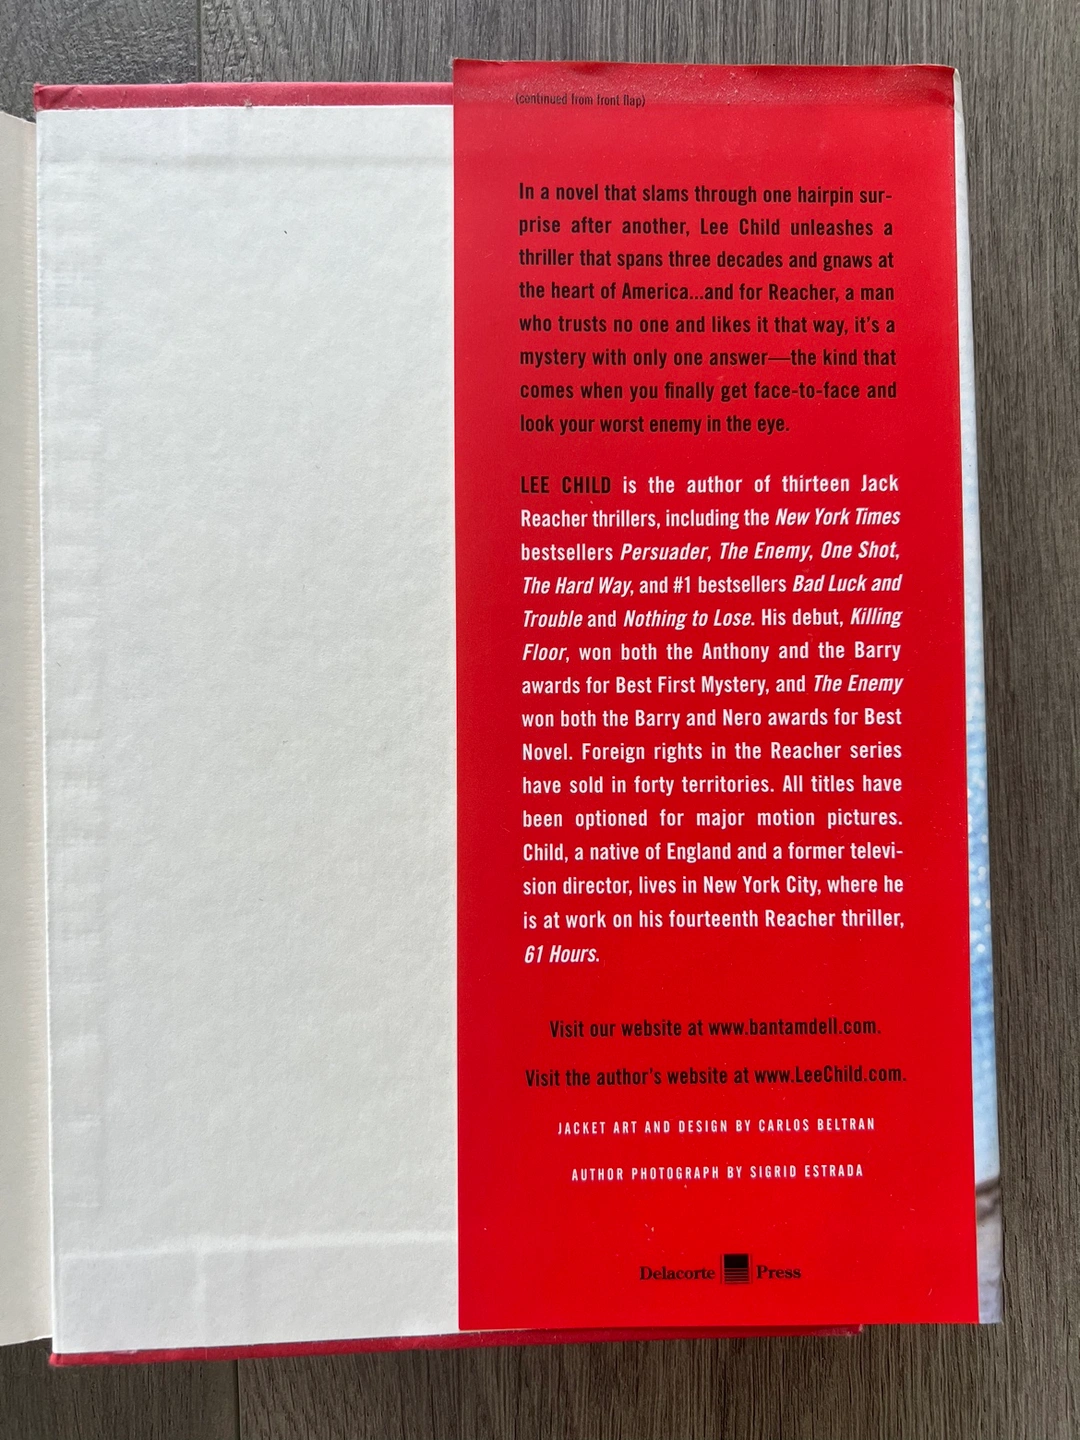 (continued from front flap)
In a novel that slams through one hairpin sur-
prise after another, Lee Child unleashes a
thriller that spans three decades and gnaws at
the heart of America...and for Reacher, a man
who trusts no one and likes it that way, it's a
mystery with only one answer—the kind that
comes when you finally get face-to-face and
look your worst enemy in the eye.
LEE CHILD is the author of thirteen Jack
Reacher thrillers, including the New York Times
bestsellers Persuader, The Enemy, One Shot,
The Hard Way, and #1 bestsellers Bad Luck and
Trouble and Nothing to Lose. His debut, Killing
Floor, won both the Anthony and the Barry
awards for Best First Mystery, and The Enemy
won both the Barry and Nero awards for Best
Novel. Foreign rights in the Reacher series
have sold in forty territories. All titles have
been optioned for major motion pictures.
Child, a native of England and a former televi-
sion director, lives in New York City, where he
is at work on his fourteenth Reacher thriller,
61 Hours.
Visit our website at www.bantamdell.com.
Visit the author's website at www.LeeChild.com.
JACKET ART AND DESIGN BY CARLOS BELTRAN
AUTHOR PHOTOGRAPH BY SIGRID ESTRADA
Delacorte Press